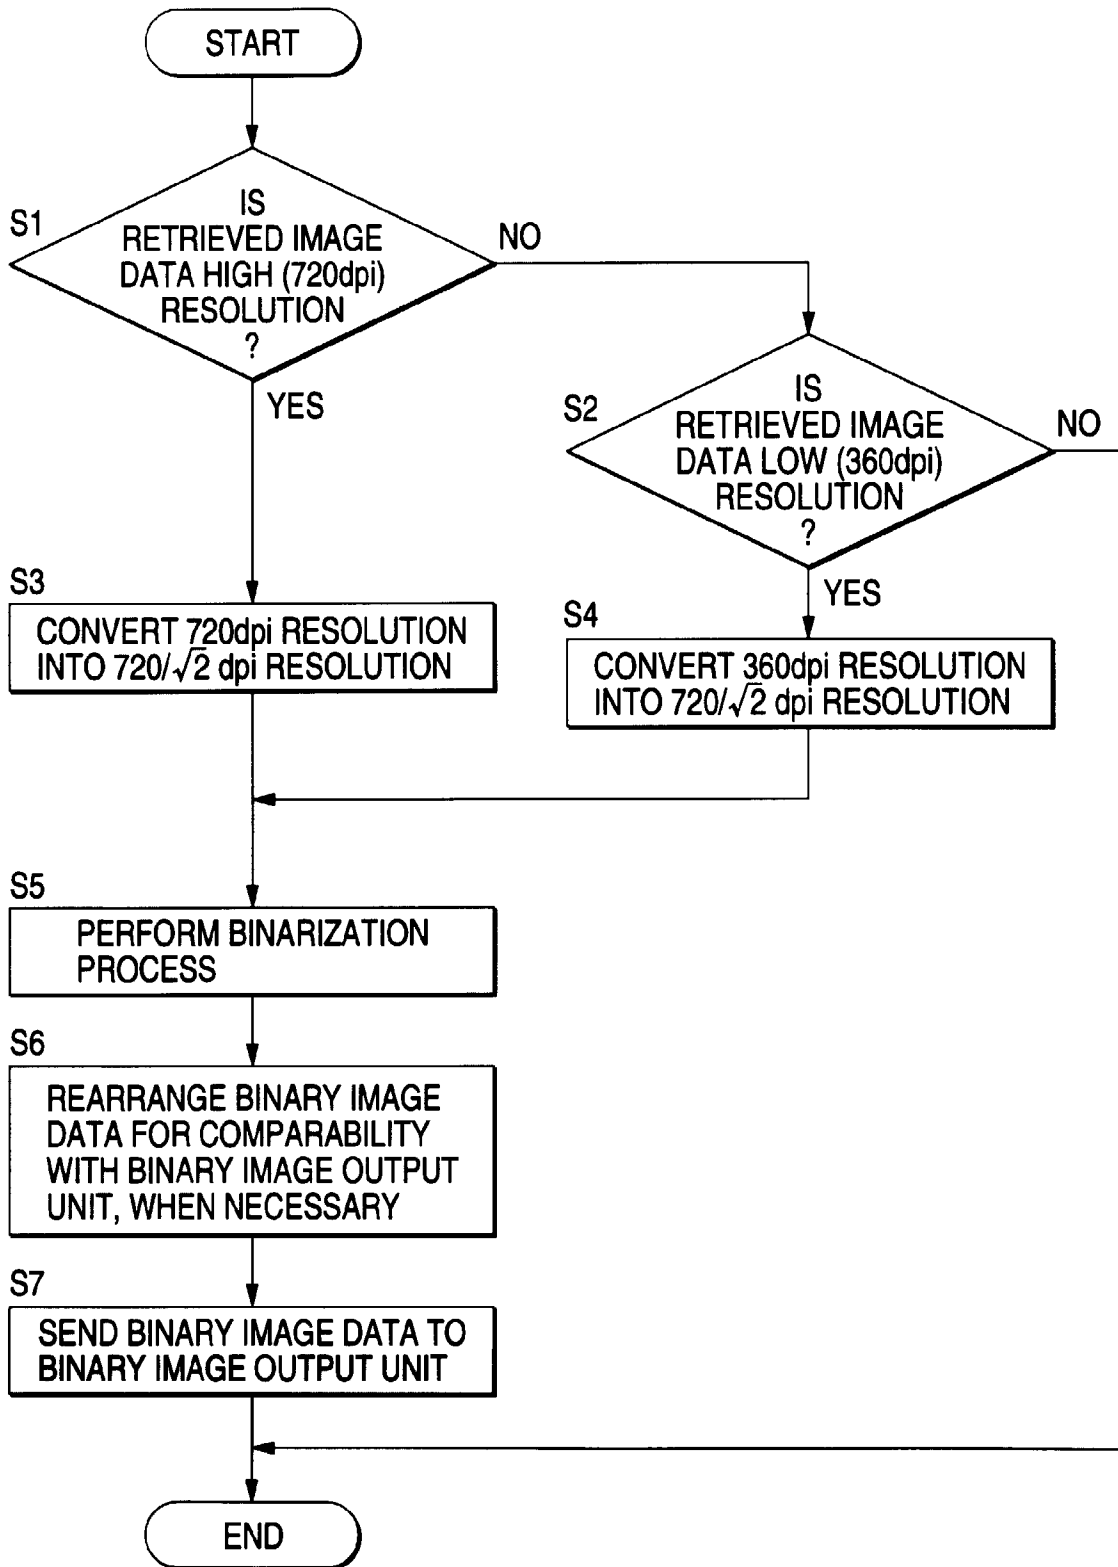 START
S1
IS
RETRIEVED IMAGE
DATA HIGH (720dpi)
RESOLUTION
?
NO
YES
S2
IS
RETRIEVED IMAGE
DATA LOW (360dpi)
RESOLUTION
?
NO
YES
S3
CONVERT 720dpi RESOLUTION
INTO 720/√2 dpi RESOLUTION
S4
CONVERT 360dpi RESOLUTION
INTO 720/√2 dpi RESOLUTION
S5
PERFORM BINARIZATION
PROCESS
S6
REARRANGE BINARY IMAGE
DATA FOR COMPARABILITY
WITH BINARY IMAGE OUTPUT
UNIT, WHEN NECESSARY
S7
SEND BINARY IMAGE DATA TO
BINARY IMAGE OUTPUT UNIT
END